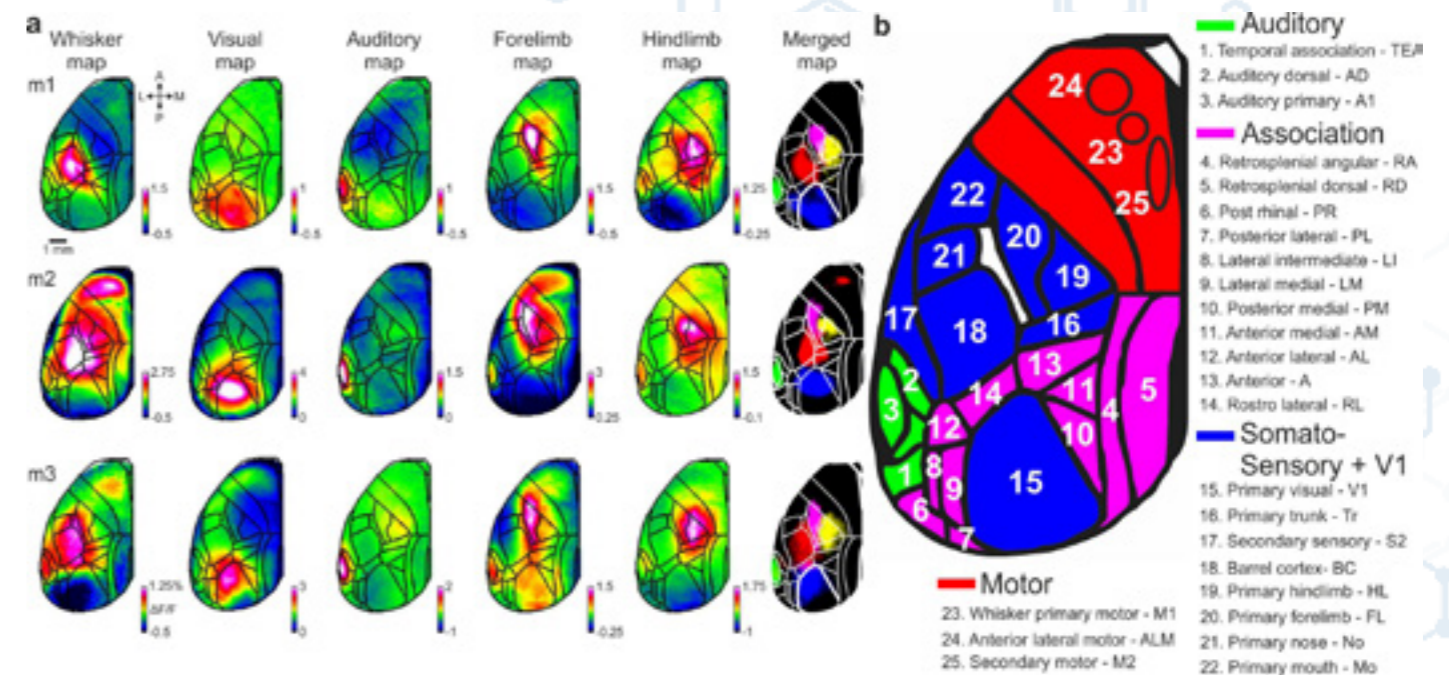 a
Whisker map
Visual map
Auditory map
Forelimb map
Hindlimb map
Merged map
m1
A
L
M
P
1.5
-0.5
1
-0.5
1
-0.5
1.5
-0.5
1.25
-0.25
1 mm
m2
2.75
-0.5
4
0
1.5
0
3
0.25
1.5
-0.1
m3
1.25%
ΔF/F
-0.5
3
0
2
-1
1.5
-0.25
1.75
-1
b
24
23
25
22
20
21
19
17
18
16
13
2
14
11
5
3
4
12
10
1
8
9
15
6
7
Auditory
1. Temporal association - TEA
2. Auditory dorsal - AD
3. Auditory primary - A1
Association
4. Retrosplenial angular - RA
5. Retrosplenial dorsal - RD
6. Post rhinal - PR
7. Posterior lateral - PL
8. Lateral intermediate - LI
9. Lateral medial - LM
10. Posterior medial - PM
11. Anterior medial - AM
12. Anterior lateral - AL
13. Anterior - A
14. Rostro lateral - RL
Somato-
Sensory + V1
15. Primary visual - V1
16. Primary trunk - Tr
17. Secondary sensory - S2
18. Barrel cortex- BC
19. Primary hindlimb - HL
20. Primary forelimb - FL
21. Primary nose - No
22. Primary mouth - Mo
Motor
23. Whisker primary motor - M1
24. Anterior lateral motor - ALM
25. Secondary motor - M2